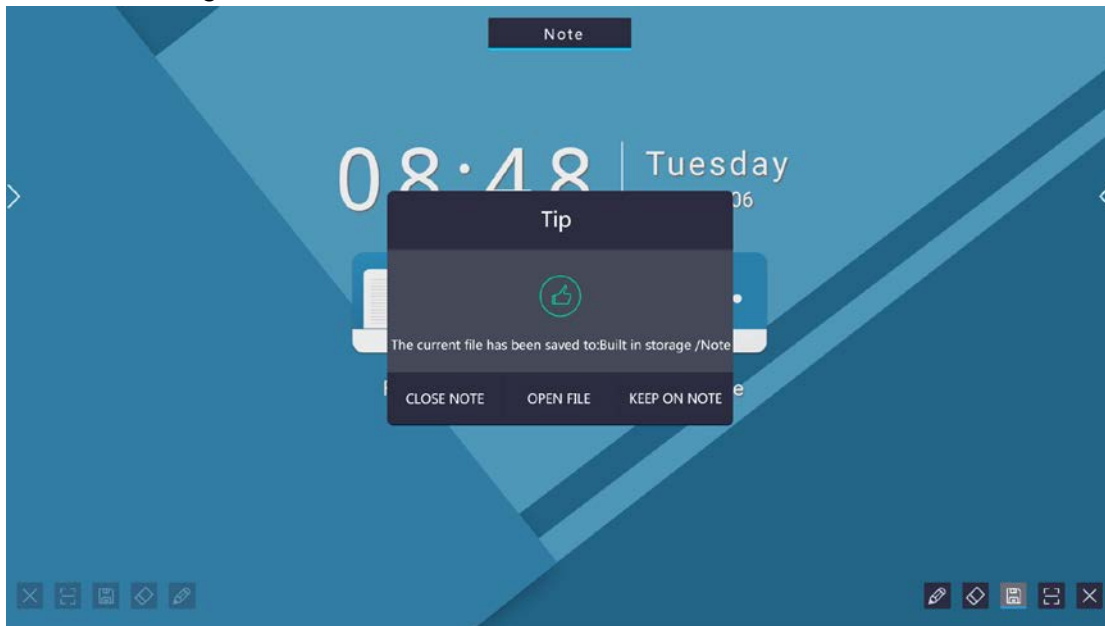 Note
08:48
Tuesday
06
Tip
The current file has been saved to:Built in storage /Note
CLOSE NOTE
OPEN FILE
KEEP ON NOTE